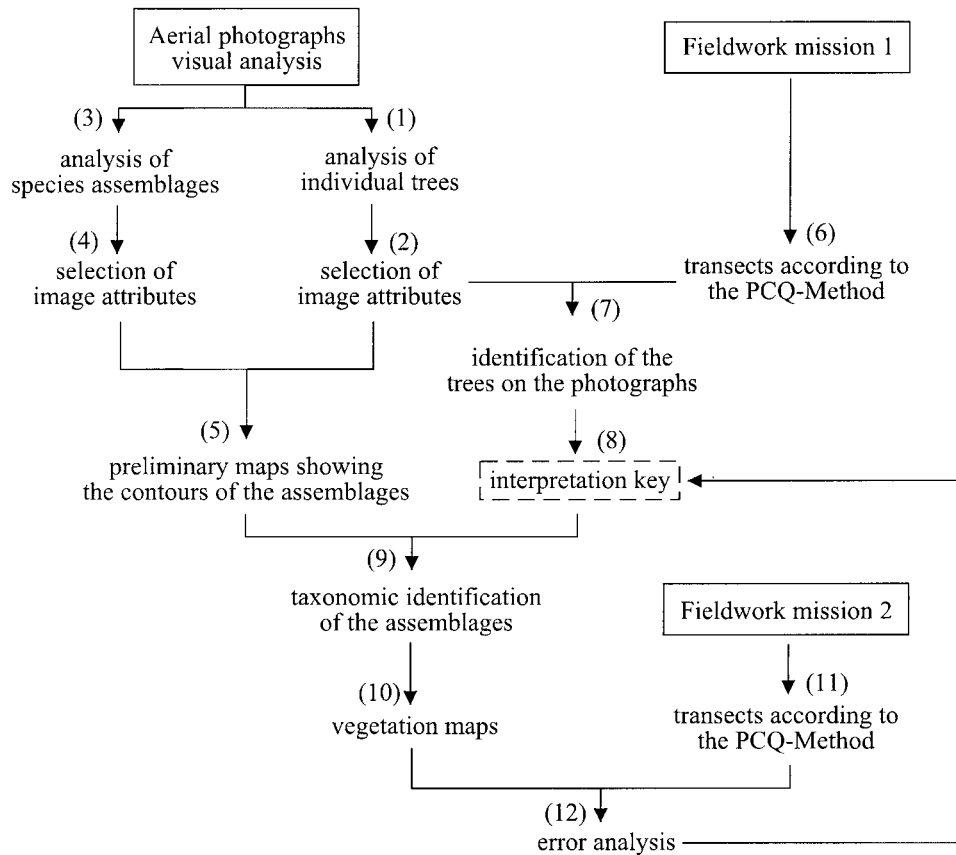 Aerial photographs
visual analysis
Fieldwork mission 1
(3)
(1)
analysis of
species assemblages
analysis of
individual trees
(4)
(2)
(6)
selection of
image attributes
selection of
image attributes
transects according to
the PCQ-Method
(7)
identification of the
trees on the photographs
(5)
(8)
preliminary maps showing
the contours of the assemblages
interpretation key
(9)
taxonomic identification
of the assemblages
Fieldwork mission 2
(10)
(11)
vegetation maps
transects according to
the PCQ-Method
(12)
error analysis